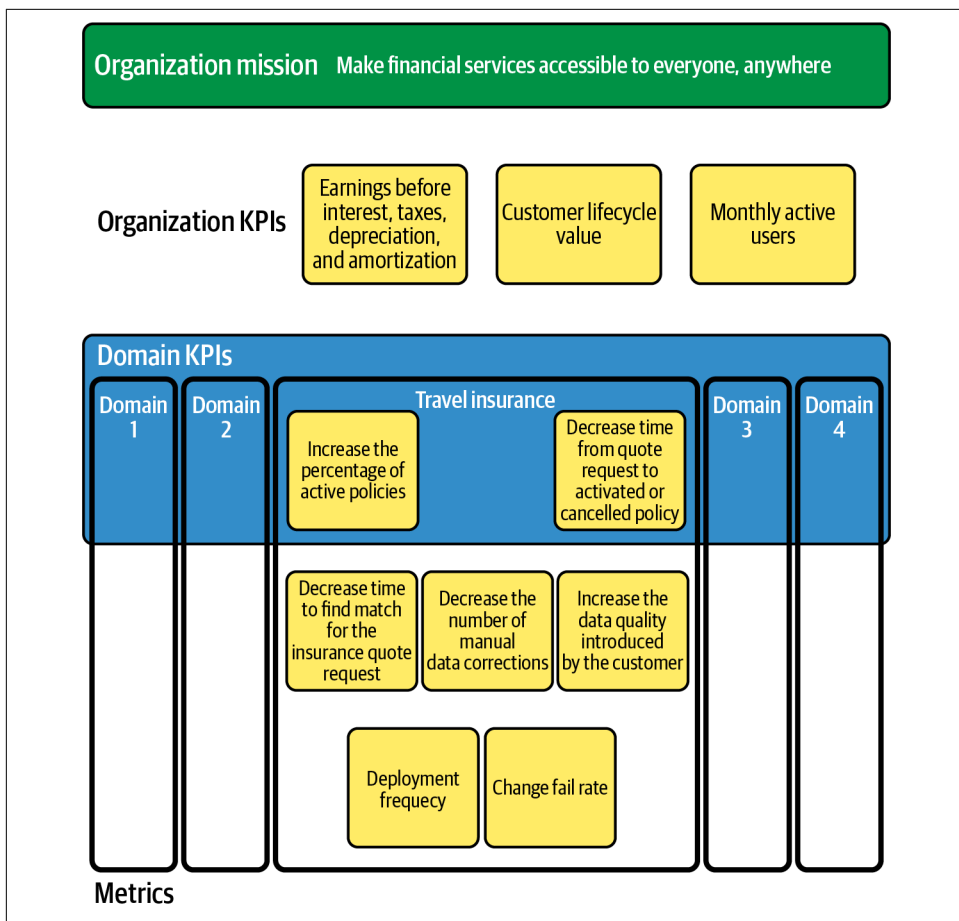 Organization mission Make financial services accessible to everyone, anywhere
Organization KPIs
Earnings before
interest, taxes,
depreciation,
and amortization
Customer lifecycle
value
Monthly active
users
Domain KPIs
Domain
1
Domain
2
Travel insurance
Increase the
percentage of
active policies
Decrease time
from quote
request to
activated or
cancelled policy
Domain
3
Domain
4
Decrease time
to find match
for the
insurance quote
request
Decrease the
number of
manual
data corrections
Increase the
data quality
introduced
by the customer
Deployment
frequecy
Change fail rate
Metrics